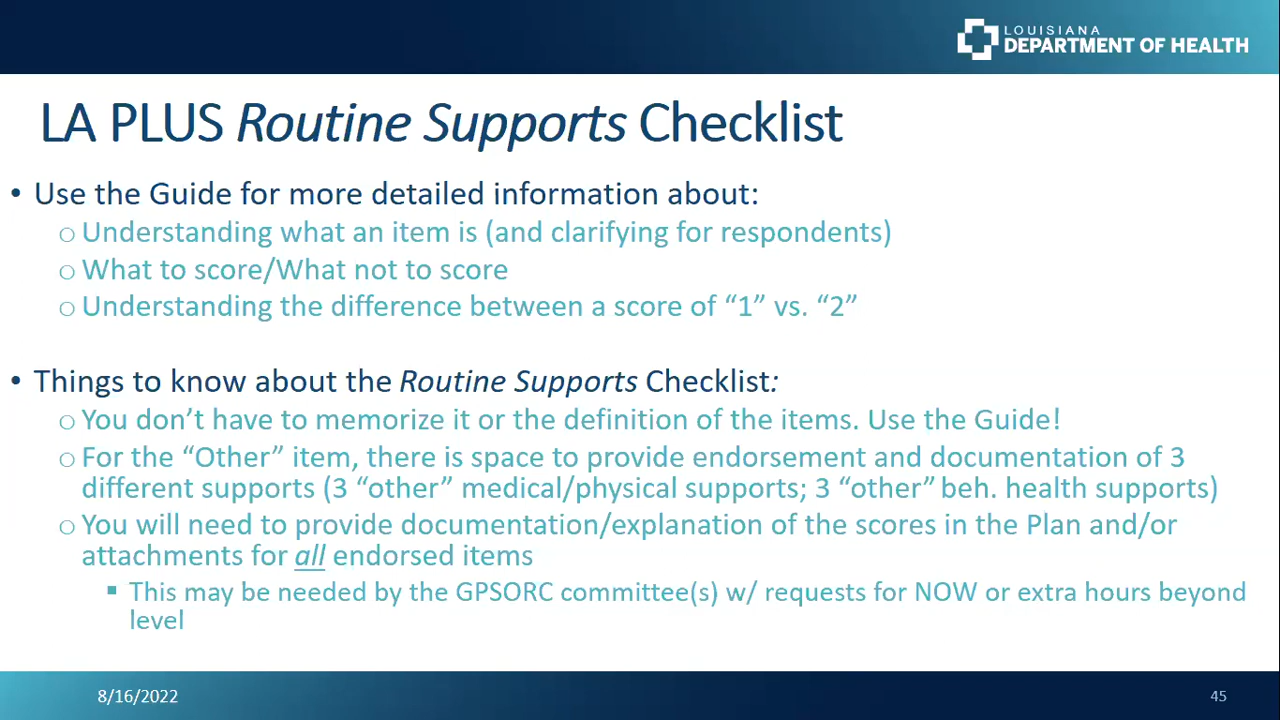 LOUISIANA
DEPARTMENT OF HEALTH
LA PLUS Routine Supports Checklist
• Use the Guide for more detailed information about:
o Understanding what an item is (and clarifying for respondents)
o What to score/What not to score
o Understanding the difference between a score of “1” vs. “2”
• Things to know about the Routine Supports Checklist:
o You don’t have to memorize it or the definition of the items. Use the Guide!
o For the “Other” item, there is space to provide endorsement and documentation of 3
different supports (3 “other” medical/physical supports; 3 “other” beh. health supports)
o You will need to provide documentation/explanation of the scores in the Plan and/or
attachments for all endorsed items
▪ This may be needed by the GPSORC committee(s) w/ requests for NOW or extra hours beyond
level
8/16/2022
45